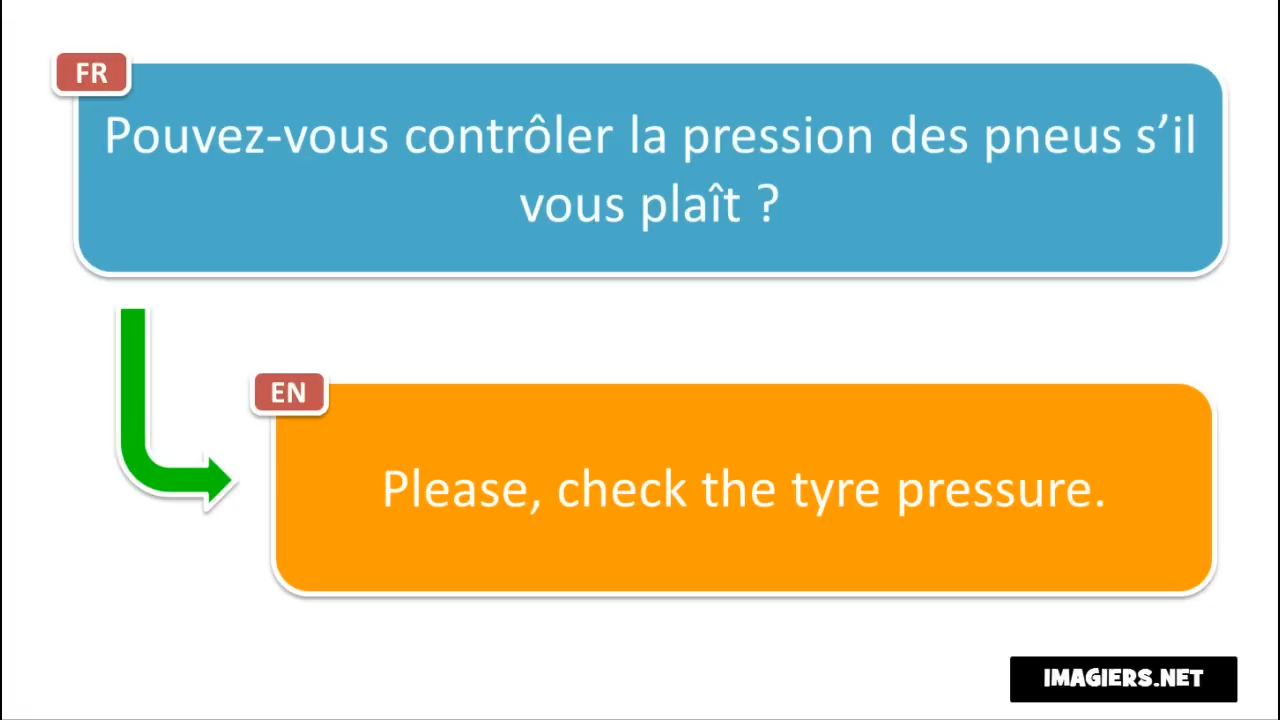 FR
Pouvez-vous contrôler la pression des pneus s’il
vous plaît ?
EN
Please, check the tyre pressure.
IMAGIERS.NET